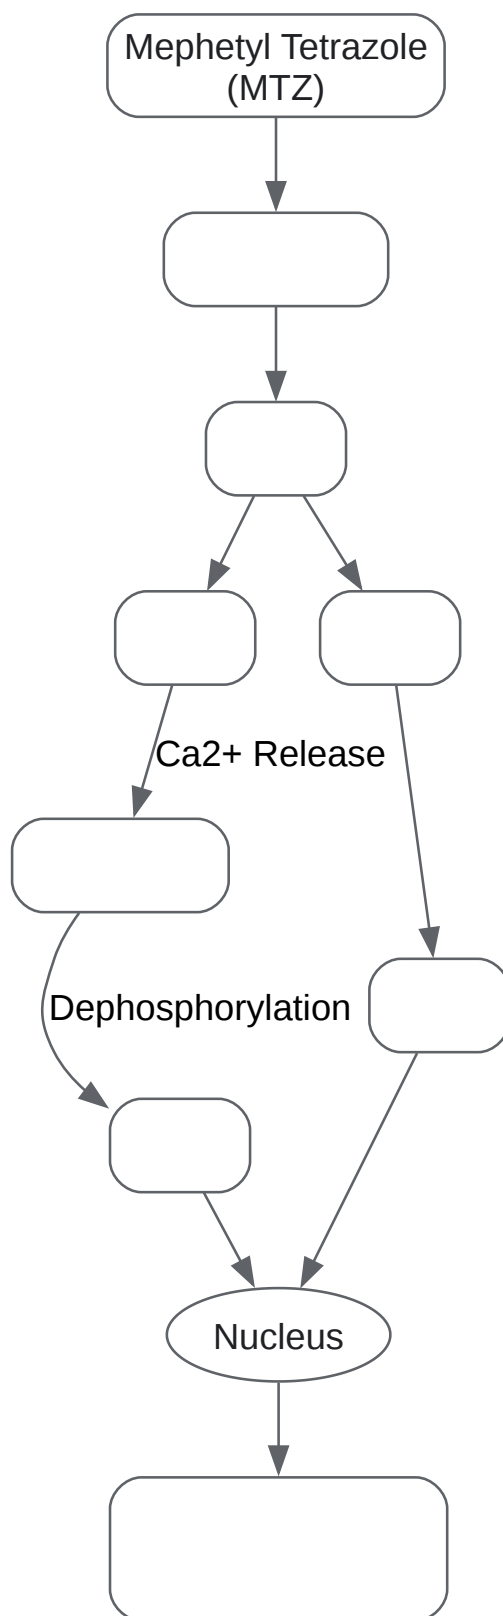 Mephetyl Tetrazole
(MTZ)
Ca2+ Release
Dephosphorylation
Nucleus